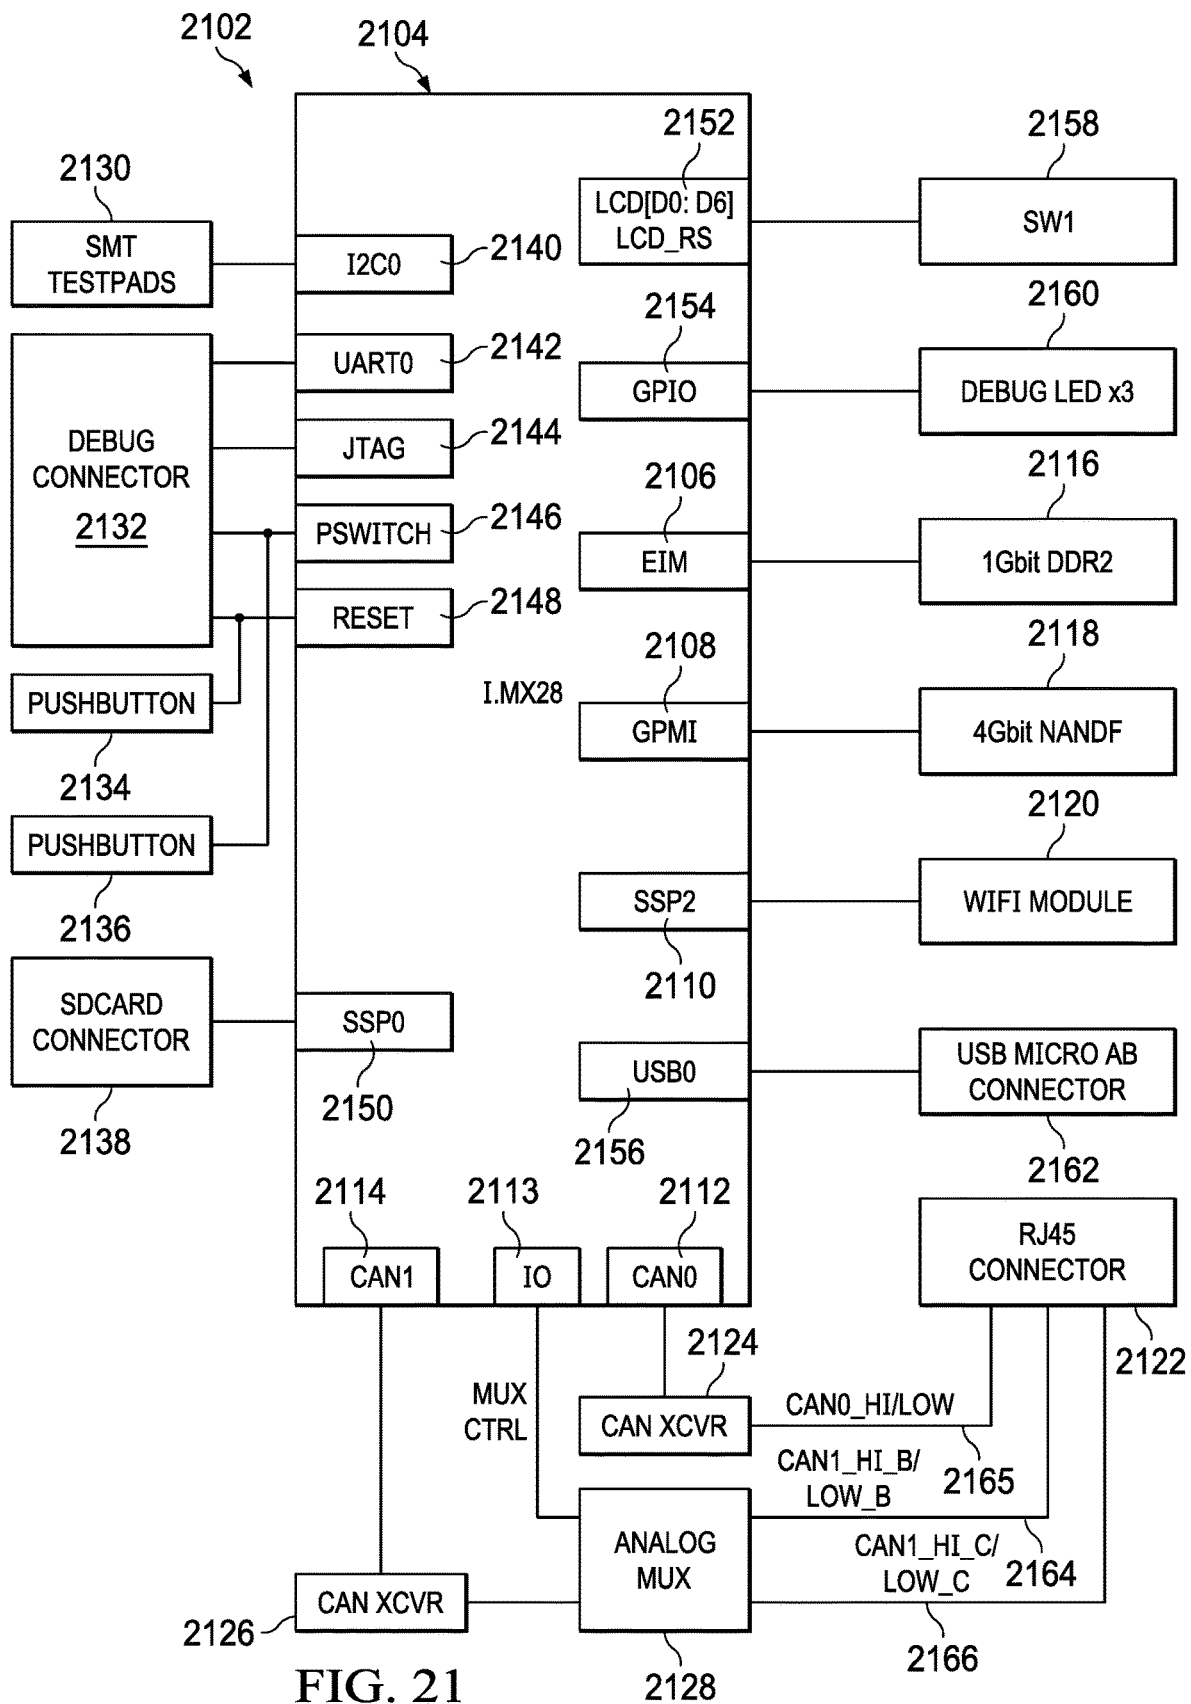 2102
2104
2152
2158
2130
LCD[D0: D6]
LCD_RS
SW1
SMT
TESTPADS
I2C0
2140
2154
2160
UART0
2142
GPIO
DEBUG LED x3
DEBUG
CONNECTOR
2132
JTAG
2144
2106
2116
PSWITCH
2146
EIM
1Gbit DDR2
RESET
2148
2108
2118
I.MX28
PUSHBUTTON
GPMI
4Gbit NANDF
2134
2120
PUSHBUTTON
2136
SSP2
WIFI MODULE
2110
SDCARD
CONNECTOR
SSP0
2150
2138
USB0
USB MICRO AB
CONNECTOR
2156
2162
2114
2113
2112
RJ45
CONNECTOR
CAN1
IO
CAN0
2124
2122
MUX
CTRL
CAN XCVR
CAN0_HI/LOW
2165
CAN1_HI_B/
LOW_B
ANALOG
MUX
CAN1_HI_C/
LOW_C
2164
CAN XCVR
2126
2128
2166
FIG. 21